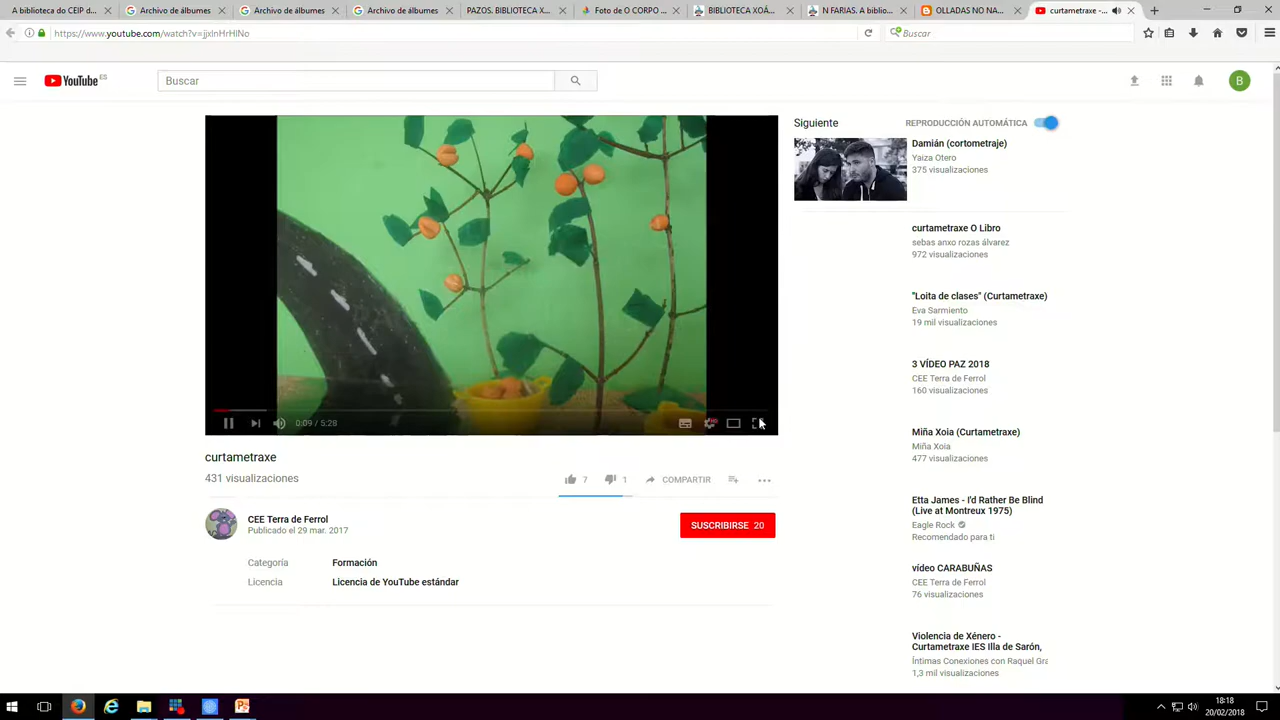 A biblioteca do CEIP d...
Archivo de álbumes
Archivo de álbumes
Archivo de álbumes
PAZOS. BIBLIOTECA X...
Foto de O CORPO ...
BIBLIOTECA XOÁ...
N FARIAS. A bibliote...
OLLADAS NO NA...
curtametraxe -...
https://www.youtube.com/watch?v=jjxlnHrHlNo
Buscar
YouTube ES
Buscar
B
Siguiente
REPRODUCCIÓN AUTOMÁTICA
Damián (cortometraje)
Yaiza Otero
375 visualizaciones
curtametraxe O Libro
sebas anxo rozas álvarez
972 visualizaciones
"Loita de clases" (Curtametraxe)
Eva Sarmiento
19 mil visualizaciones
3 VÍDEO PAZ 2018
CEE Terra de Ferrol
160 visualizaciones
Miña Xoia (Curtametraxe)
Miña Xoia
477 visualizaciones
Etta James - I'd Rather Be Blind
(Live at Montreux 1975)
Eagle Rock
Recomendado para ti
vídeo CARABUÑAS
CEE Terra de Ferrol
76 visualizaciones
Violencia de Xénero -
Curtametraxe IES Illa de Sarón,
Íntimas Conexiones con Raquel Gra
1,3 mil visualizaciones
0:09 / 5:28
curtametraxe
431 visualizaciones
7
1
COMPARTIR
CEE Terra de Ferrol
Publicado el 29 mar. 2017
SUSCRIBIRSE 20
Categoría Formación
Licencia Licencia de YouTube estándar
18:18
20/02/2018